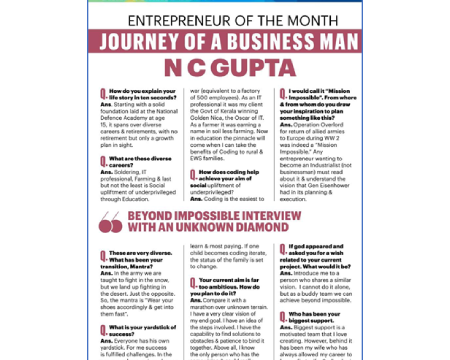 ENTREPRENEUR OF THE MONTH
JOURNEY OF A BUSINESS MAN
N C GUPTA
Q. How do you explain your
life story in ten seconds?
Ans. Starting with a solid
foundation laid at the National
Defence Academy at age
15, it spans over diverse
careers & retirements, with no
retirement but only a growth
plan in sight.
Q. What are these diverse
careers?
Ans. Soldering, IT
professional, Farming & last
but not the least is Social
upliftment of underprivileged
through Education.
war (equivalent to a factory
of 500 employees). As an IT
professional it was my client
the Govt of Kerala winning
Golden Nice, the Oscar of IT.
As a farmer it was earning a
name in soil less farming. Now
in education the pinnacle will
come when I can take the
benefits of Coding to rural &
EWS families.
Q. How does coding help
achieve your aim of
social upliftment of
underprivileged?
Ans. Coding is the easiest to
Q. I would call it "Mission
Impossible". From where
& from whom do you draw
your inspiration to plan
something like this?
Ans. Operation Overford
for return of allied armies
to Europe during WW 2
was indeed a "Mission
Impossible." Any
entrepreneur wanting to
become an Industrialist (not
businessman) must read
about it & understand the
vision that Gen Eisenhower
had in its planning &
execution.
BEYOND IMPOSSIBLE INTERVIEW
WITH AN UNKNOWN DIAMOND
Q. These are very diverse.
What has been your
transition, Mantra?
Ans. In the army we are
taught to fight in the snow,
but we land up fighting in
the desert. Just the opposite.
So, the mantra is "Wear your
shoes accordingly & get into
them fast".
Q. What is your yardstick of
success?
Ans. Everyone has his own
yardstick. For me success
is fulfilled challenges. In the
learn & most paying. If one
child becomes coding iterate,
the status of the family is set
to change.
Q. Your current aim is far
too ambitious. How do
you plan to do it?
Ans. Compare it with a
marathon over unknown terrain.
I have a very clear vision of
my end goal. I have an idea of
the steps involved. I have the
capability to find solutions to
obstacles & patience to bind it
together. Above all, I know
the only person who has the
Q. If god appeared and
asked you for a wish
related to your current
project. What would it be?
Ans. Introduce me to a
person who shares a similar
vision. I cannot do it alone,
but as a buddy team we can
achieve beyond impossible.
Q. Who has been your
biggest support.
Ans. Biggest support is a
motivated team that I love
creating. However, behind it
has been my wife who has
always allowed my career to